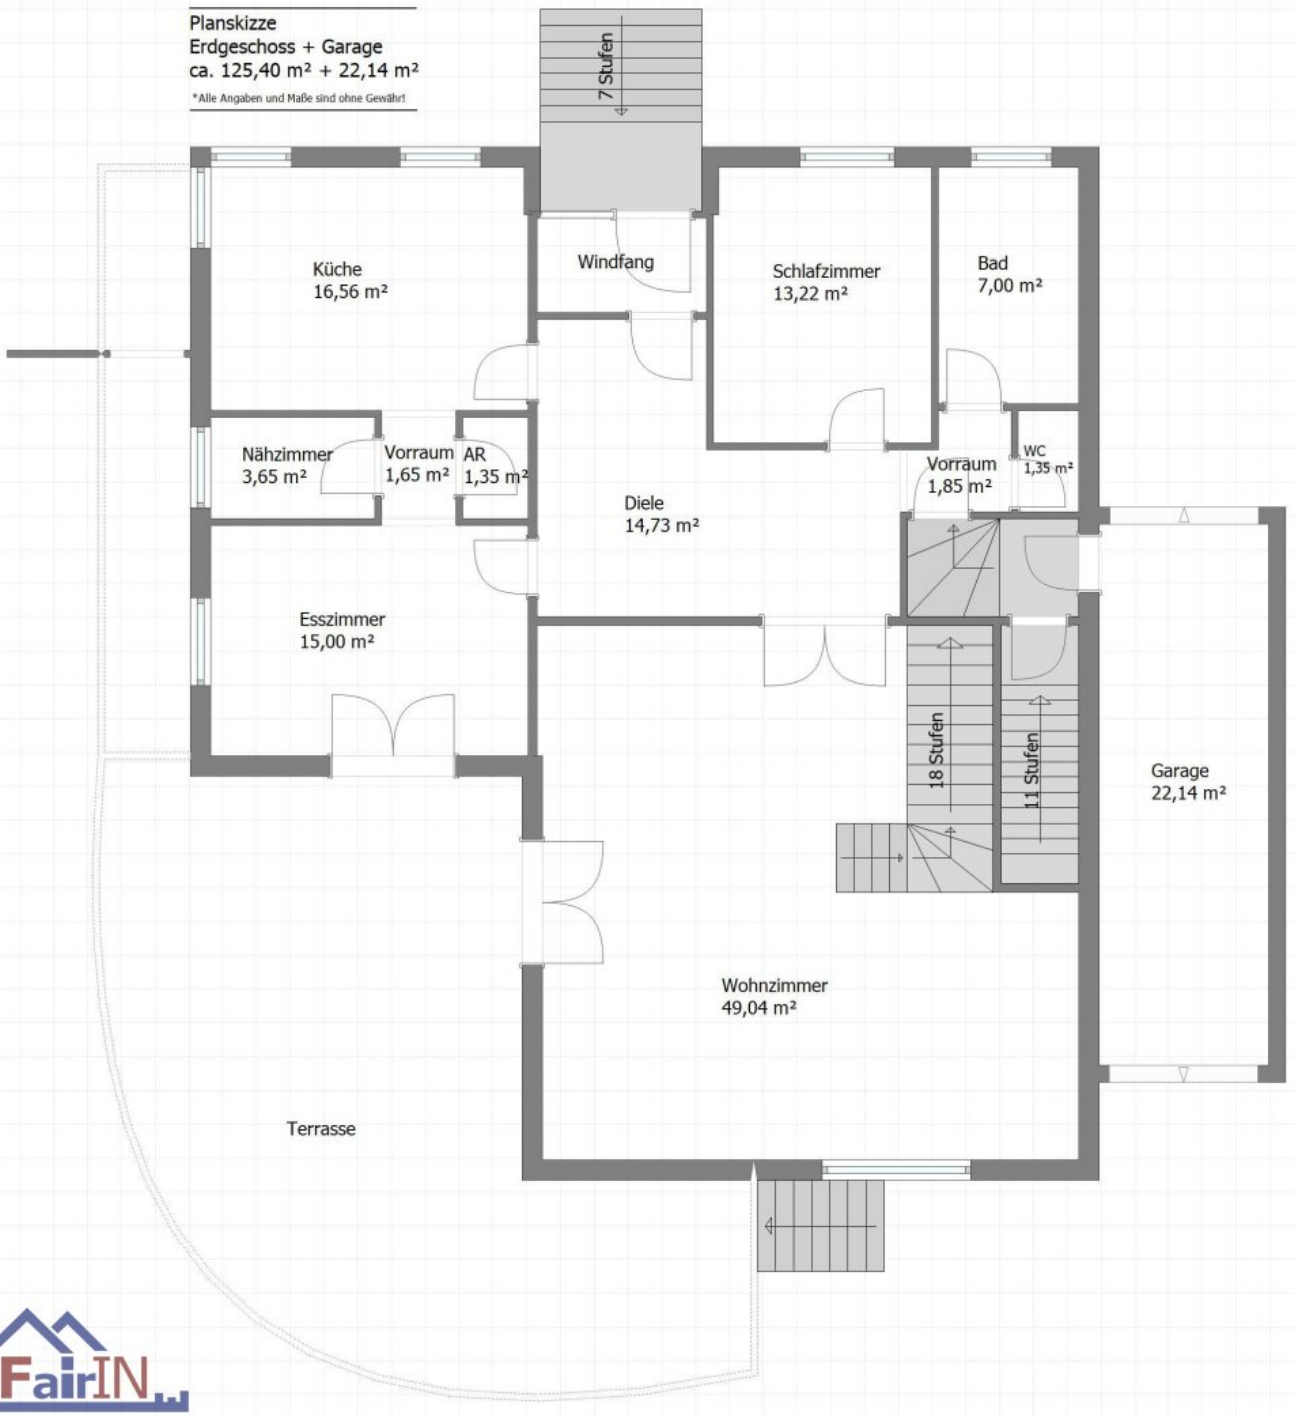 Planskizze
Erdgeschoss + Garage
ca. 125,40 m² + 22,14 m²
*Alle Angaben und Maße sind ohne Gewähr!
7 Stufen
Küche
16,56 m²
Windfang
Schlafzimmer
13,22 m²
Bad
7,00 m²
Nähzimmer
3,65 m²
Vorraum
1,65 m²
AR
1,35 m²
Diele
14,73 m²
Vorraum
1,85 m²
WC
1,35 m²
Esszimmer
15,00 m²
18 Stufen
11 Stufen
Garage
22,14 m²
Wohnzimmer
49,04 m²
Terrasse
FairIN